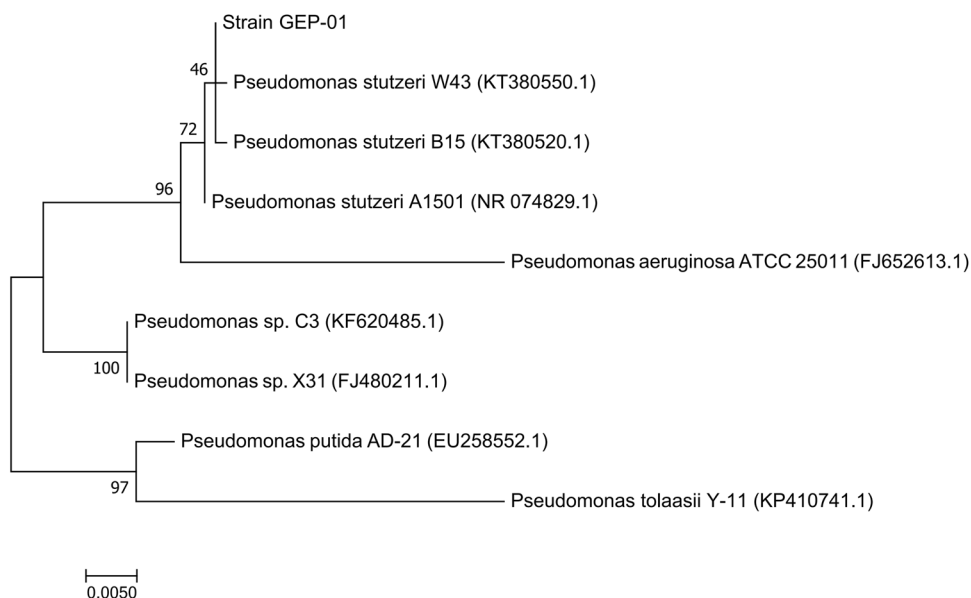 Strain GEP-01
46
Pseudomonas stutzeri W43 (KT380550.1)
72
Pseudomonas stutzeri B15 (KT380520.1)
96
Pseudomonas stutzeri A1501 (NR 074829.1)
Pseudomonas aeruginosa ATCC 25011 (FJ652613.1)
Pseudomonas sp. C3 (KF620485.1)
100
Pseudomonas sp. X31 (FJ480211.1)
Pseudomonas putida AD-21 (EU258552.1)
97
Pseudomonas tolaasii Y-11 (KP410741.1)
0.0050